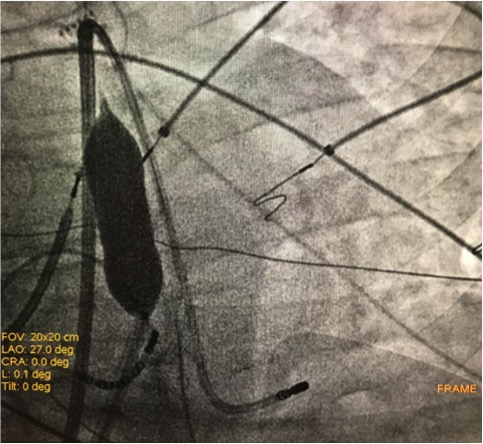 FOV: 20x20 cm
LAO: 27.0 deg
CRA: 0.0 deg
L: 0.1 deg
Tilt: 0 deg
FRAME